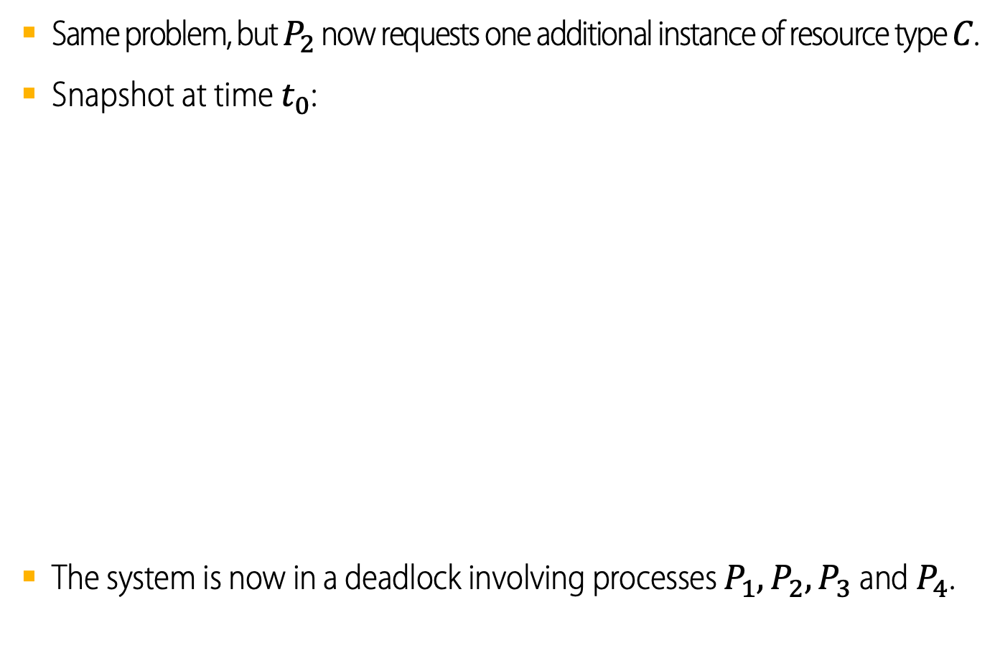 ▪ Same problem, but P₂ now requests one additional instance of resource type C.
▪ Snapshot at time t₀:
▪ The system is now in a deadlock involving processes P₁, P₂, P₃ and P₄.